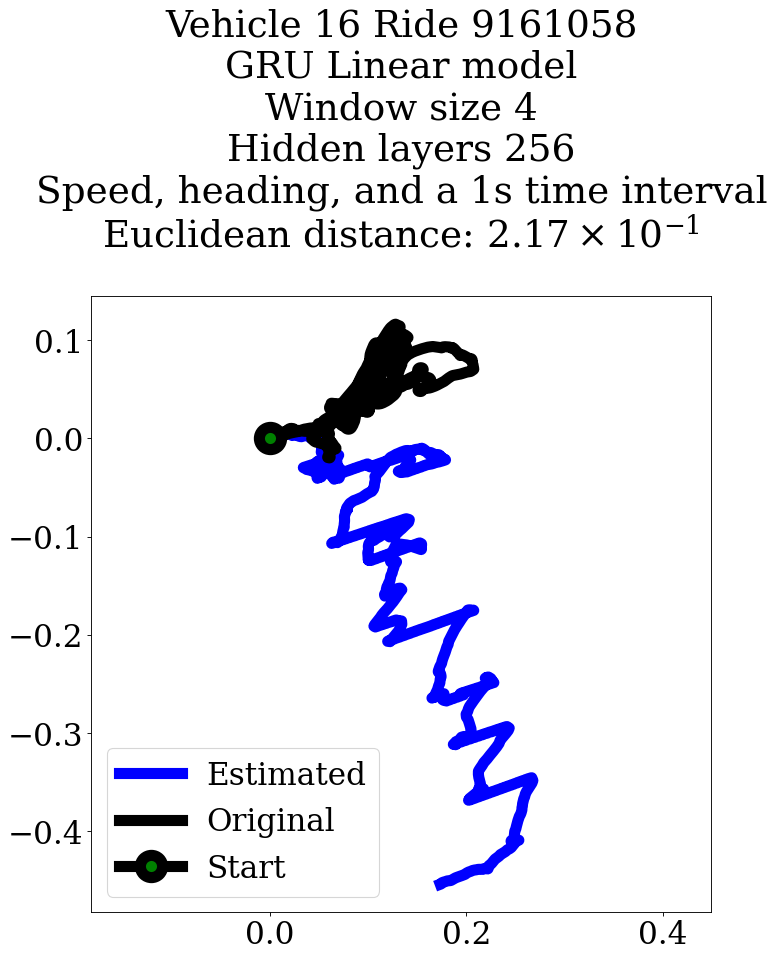 Vehicle 16 Ride 9161058
GRU Linear model
Window size 4
Hidden layers 256
Speed, heading, and a 1s time interval
Euclidean distance: 2.17 × 10⁻¹
0.1
0.0
−0.1
−0.2
−0.3
−0.4
Estimated
Original
Start
0.0 0.2 0.4